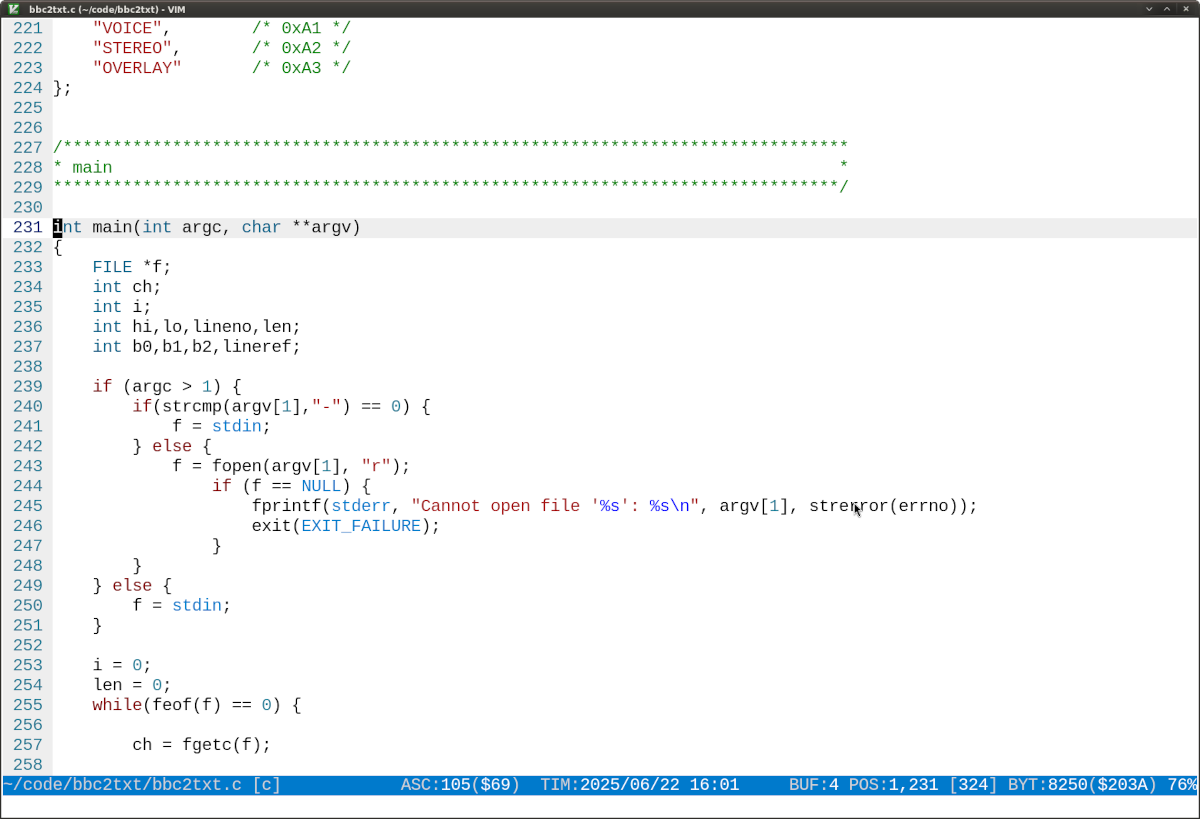 bbc2txt.c (~/code/bbc2txt) - VIM
221     "VOICE",        /* 0xA1 */
222     "STEREO",       /* 0xA2 */
223     "OVERLAY"       /* 0xA3 */
224 };
225
226
227 /*******************************************************************************
228 * main                                                                         *
229 *******************************************************************************/
230
231 int main(int argc, char **argv)
232 {
233     FILE *f;
234     int ch;
235     int i;
236     int hi,lo,lineno,len;
237     int b0,b1,b2,lineref;
238
239     if (argc > 1) {
240         if(strcmp(argv[1],"-") == 0) {
241             f = stdin;
242         } else {
243             f = fopen(argv[1], "r");
244                 if (f == NULL) {
245                     fprintf(stderr, "Cannot open file '%s': %s\n", argv[1], strerror(errno));
246                     exit(EXIT_FAILURE);
247                 }
248         }
249     } else {
250         f = stdin;
251     }
252
253     i = 0;
254     len = 0;
255     while(feof(f) == 0) {
256
257         ch = fgetc(f);
258
~/code/bbc2txt/bbc2txt.c [c]            ASC:105($69)  TIM:2025/06/22 16:01     BUF:4 POS:1,231 [324] BYT:8250($203A) 76%